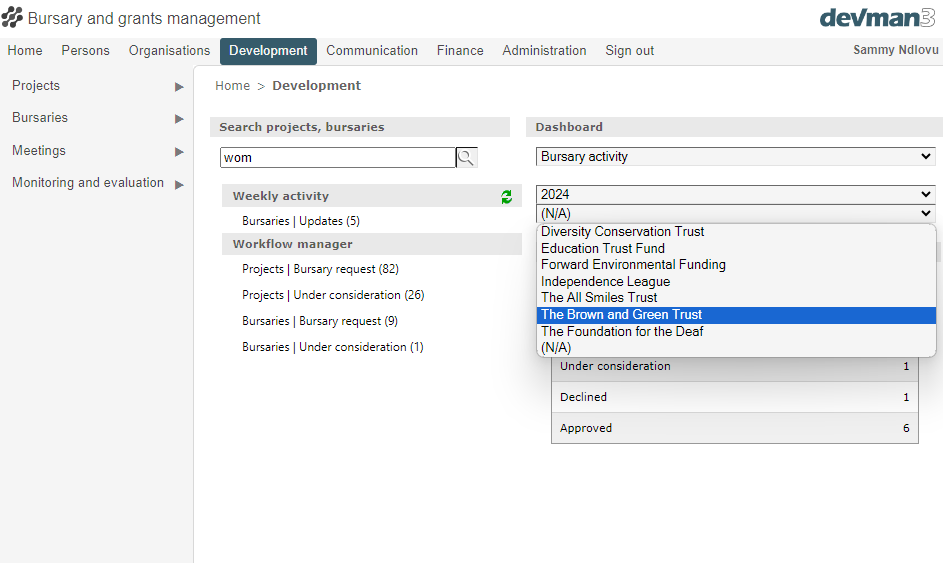 Bursary and grants management
devman3
Home Persons Organisations Development Communication Finance Administration Sign out
Sammy Ndlovu
Projects
Bursaries
Meetings
Monitoring and evaluation
Home > Development
Search projects, bursaries
wom
Weekly activity
Bursaries | Updates (5)
Workflow manager
Projects | Bursary request (82)
Projects | Under consideration (26)
Bursaries | Bursary request (9)
Bursaries | Under consideration (1)
Dashboard
Bursary activity
2024
(N/A)
Diversity Conservation Trust
Education Trust Fund
Forward Environmental Funding
Independence League
The All Smiles Trust
The Brown and Green Trust
The Foundation for the Deaf
(N/A)
Under consideration 1
Declined 1
Approved 6